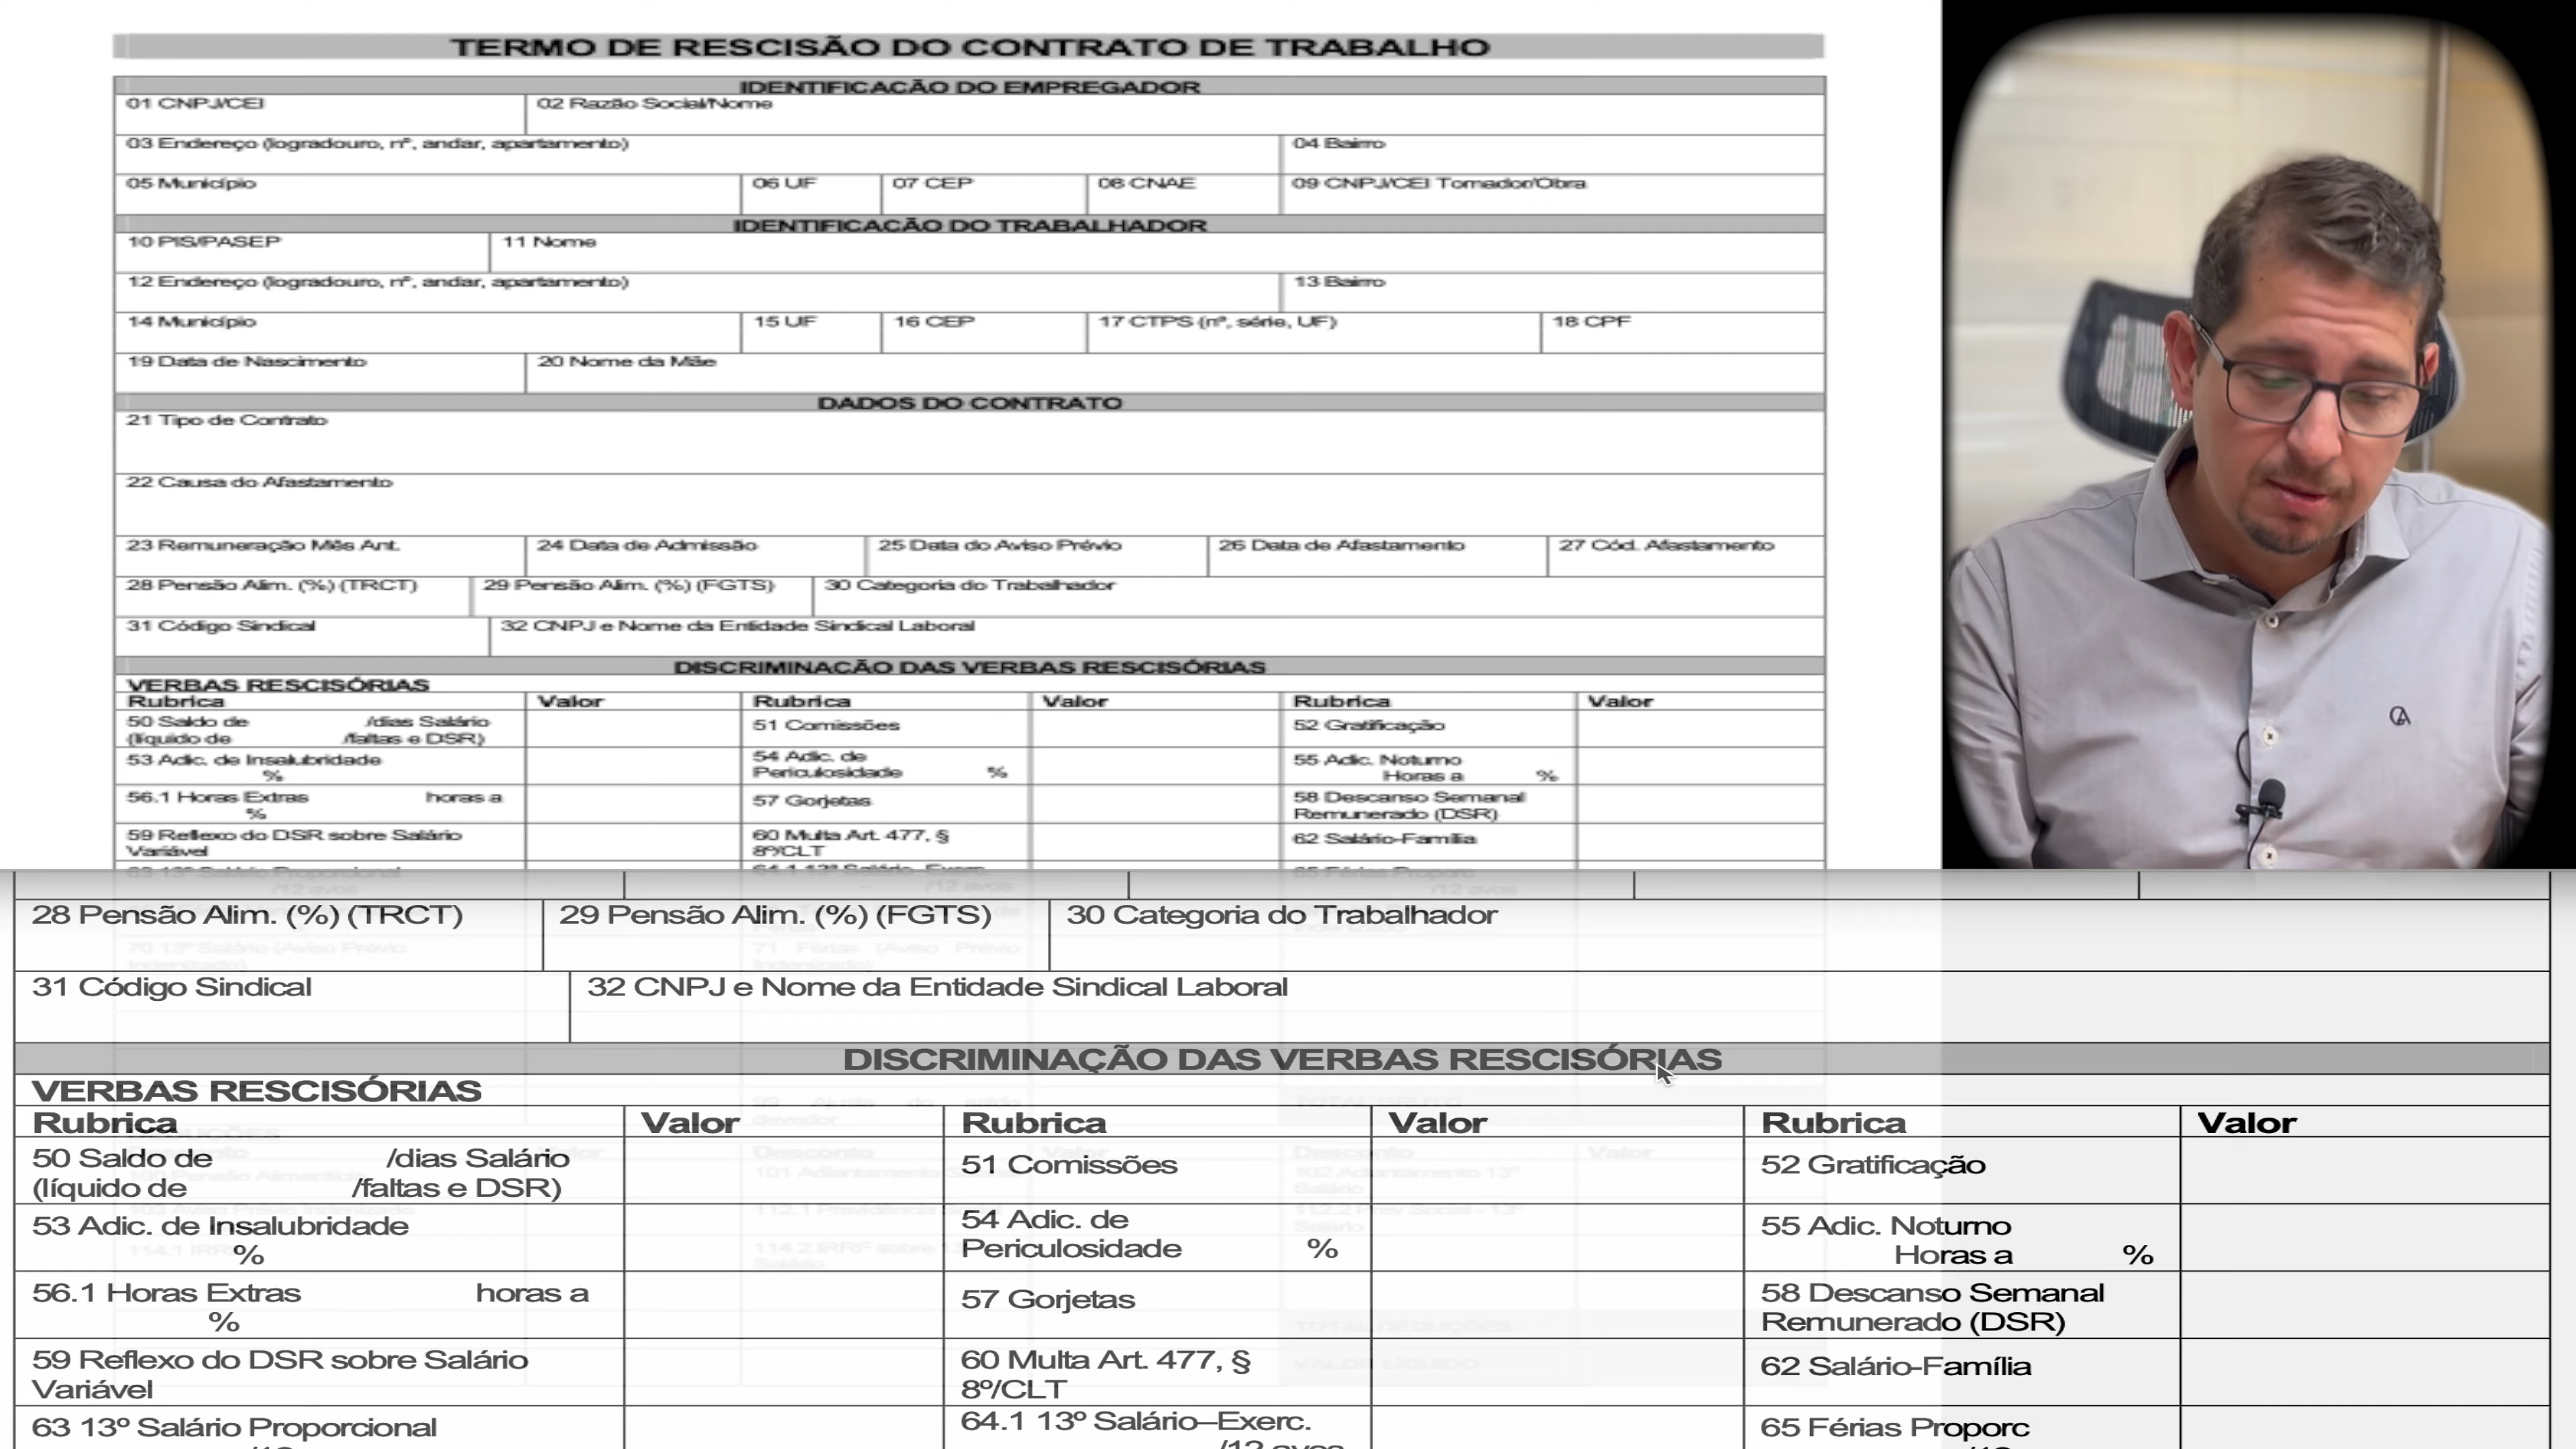 TERMO DE RESCISÃO DO CONTRATO DE TRABALHO
IDENTIFICAÇÃO DO EMPREGADOR
01 CNPJ/CEI 02 Razão Social/Nome
03 Endereço (logradouro, nº, andar, apartamento) 04 Bairro
05 Município 06 UF 07 CEP 08 CNAE 09 CNPJ/CEI Tomador/Obra
IDENTIFICAÇÃO DO TRABALHADOR
10 PIS/PASEP 11 Nome
12 Endereço (logradouro, nº, andar, apartamento) 13 Bairro
14 Município 15 UF 16 CEP 17 CTPS (nº, série, UF) 18 CPF
19 Data de Nascimento 20 Nome da Mãe
DADOS DO CONTRATO
21 Tipo de Contrato
22 Causa do Afastamento
23 Remuneração Mês Ant. 24 Data de Admissão 25 Data do Aviso Prévio 26 Data de Afastamento 27 Cód. Afastamento
28 Pensão Alim. (%) (TRCT) 29 Pensão Alim. (%) (FGTS) 30 Categoria do Trabalhador
31 Código Sindical 32 CNPJ e Nome da Entidade Sindical Laboral
DISCRIMINAÇÃO DAS VERBAS RESCISÓRIAS
VERBAS RESCISÓRIAS
Rubrica Valor Rubrica Valor Rubrica Valor
50 Saldo de /dias Salário
(líquido de /faltas e DSR)
51 Comissões
52 Gratificação
53 Adic. de Insalubridade
%
54 Adic. de
Periculosidade %
55 Adic. Noturno
Horas a %
56.1 Horas Extras horas a
%
57 Gorjetas
58 Descanso Semanal
Remunerado (DSR)
59 Reflexo do DSR sobre Salário
Variável
60 Multa Art. 477, §
8º/CLT
62 Salário-Família
28 Pensão Alim. (%) (TRCT) 29 Pensão Alim. (%) (FGTS) 30 Categoria do Trabalhador
31 Código Sindical 32 CNPJ e Nome da Entidade Sindical Laboral
DISCRIMINAÇÃO DAS VERBAS RESCISÓRIAS
VERBAS RESCISÓRIAS
Rubrica Valor Rubrica Valor Rubrica Valor
50 Saldo de /dias Salário
(líquido de /faltas e DSR)
51 Comissões
52 Gratificação
53 Adic. de Insalubridade
%
54 Adic. de
Periculosidade %
55 Adic. Noturno
Horas a %
56.1 Horas Extras horas a
%
57 Gorjetas
58 Descanso Semanal
Remunerado (DSR)
59 Reflexo do DSR sobre Salário
Variável
60 Multa Art. 477, §
8º/CLT
62 Salário-Família
63 13º Salário Proporcional
64.1 13º Salário–Exerc.
/12 avos
65 Férias Proporc